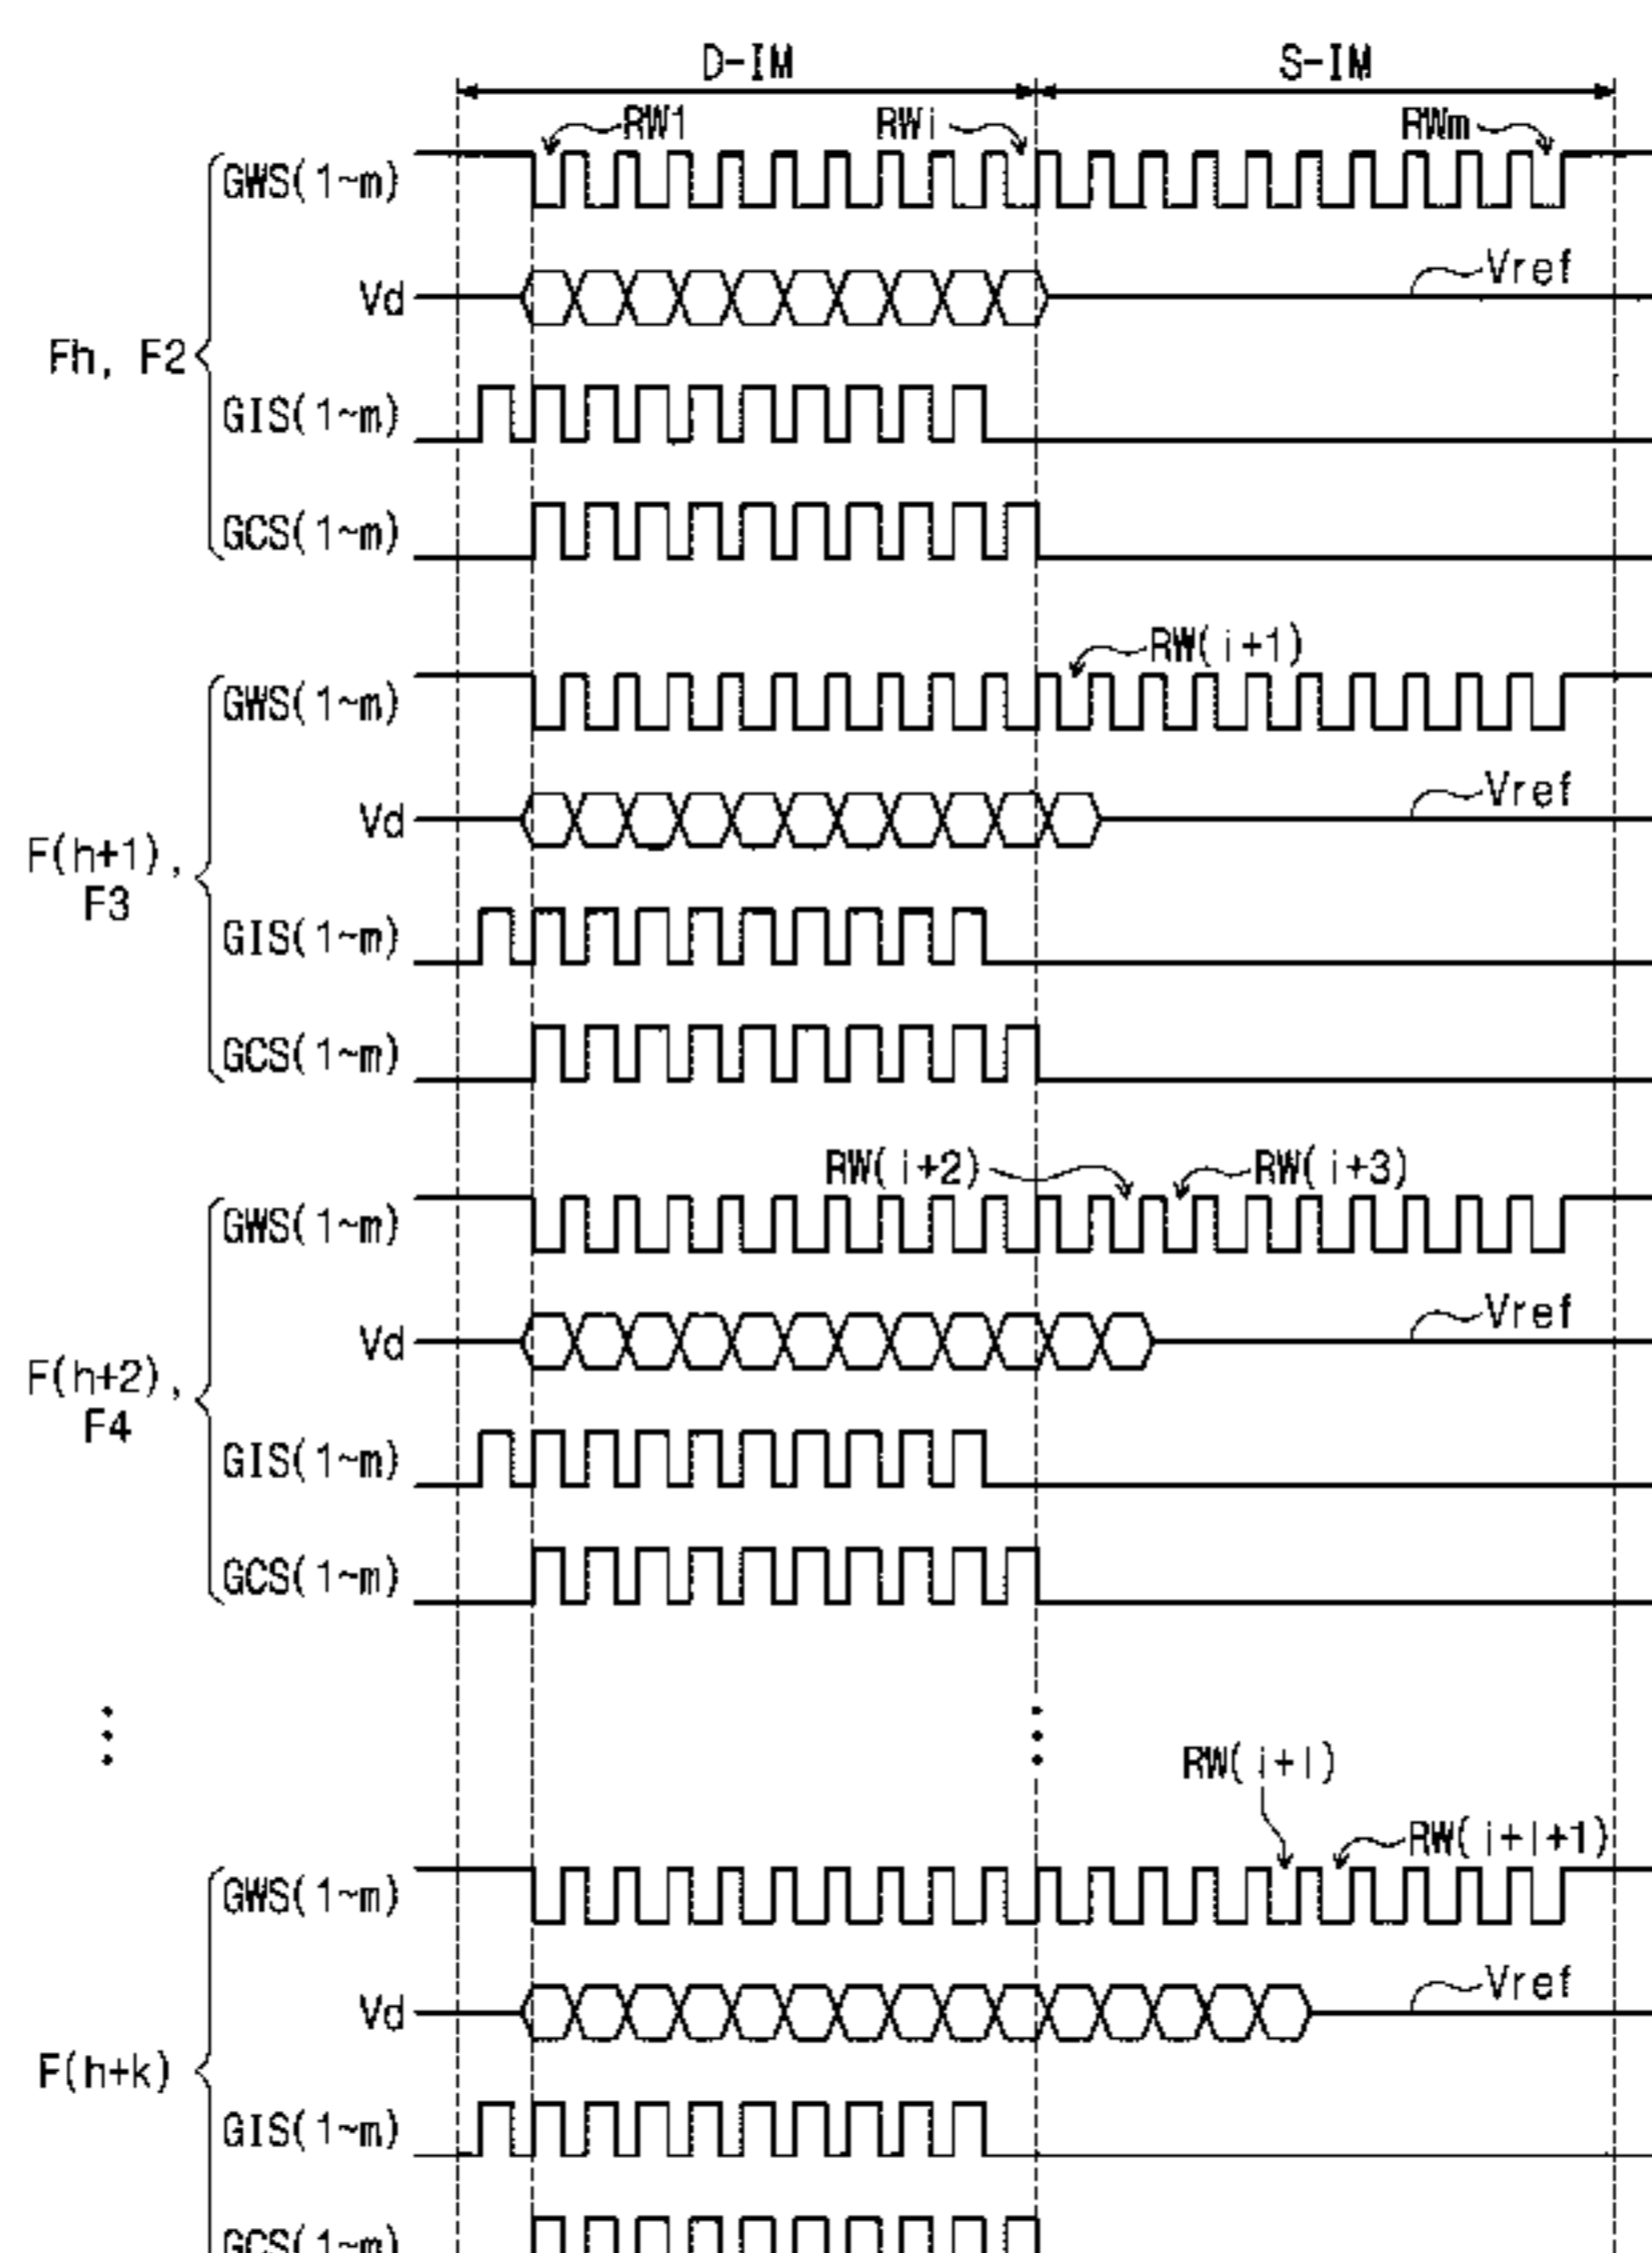 D-IM S-IM
RW1 RWi RWm
GWS(1~m)
Vd Vref
Fh, F2
GIS(1~m)
GCS(1~m)
RW(i+1)
GWS(1~m)
Vd Vref
F(h+1),
F3
GIS(1~m)
GCS(1~m)
RW(i+2) RW(i+3)
GWS(1~m)
Vd Vref
F(h+2),
F4
GIS(1~m)
GCS(1~m)
RW(i+l)
RW(i+l+1)
GWS(1~m)
Vd Vref
F(h+k)
GIS(1~m)
GCS(1~m)